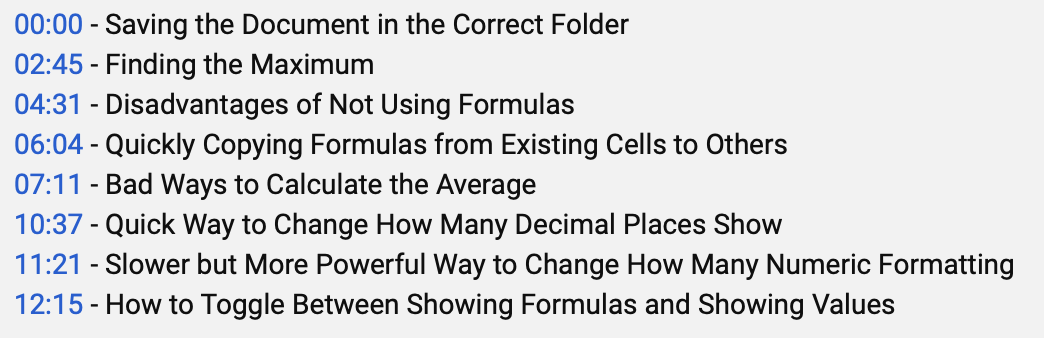 00:00 - Saving the Document in the Correct Folder
02:45 - Finding the Maximum
04:31 - Disadvantages of Not Using Formulas
06:04 - Quickly Copying Formulas from Existing Cells to Others
07:11 - Bad Ways to Calculate the Average
10:37 - Quick Way to Change How Many Decimal Places Show
11:21 - Slower but More Powerful Way to Change How Many Numeric Formatting
12:15 - How to Toggle Between Showing Formulas and Showing Values